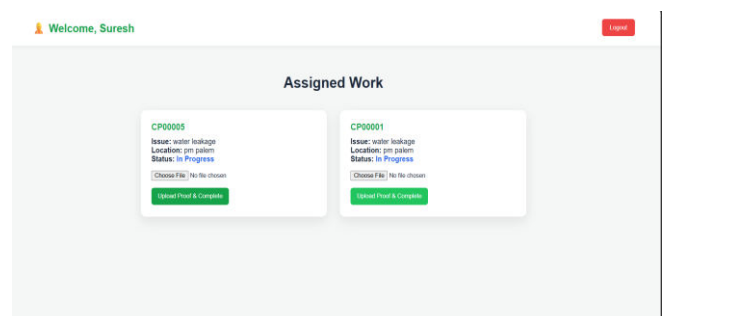 Welcome, Suresh
Logout
Assigned Work
CP00005
Issue: water leakage
Location: pm palem
Status: In Progress
Choose File No file chosen
Upload Proof & Complete
CP00001
Issue: water leakage
Location: pm palem
Status: In Progress
Choose File No file chosen
Upload Proof & Complete